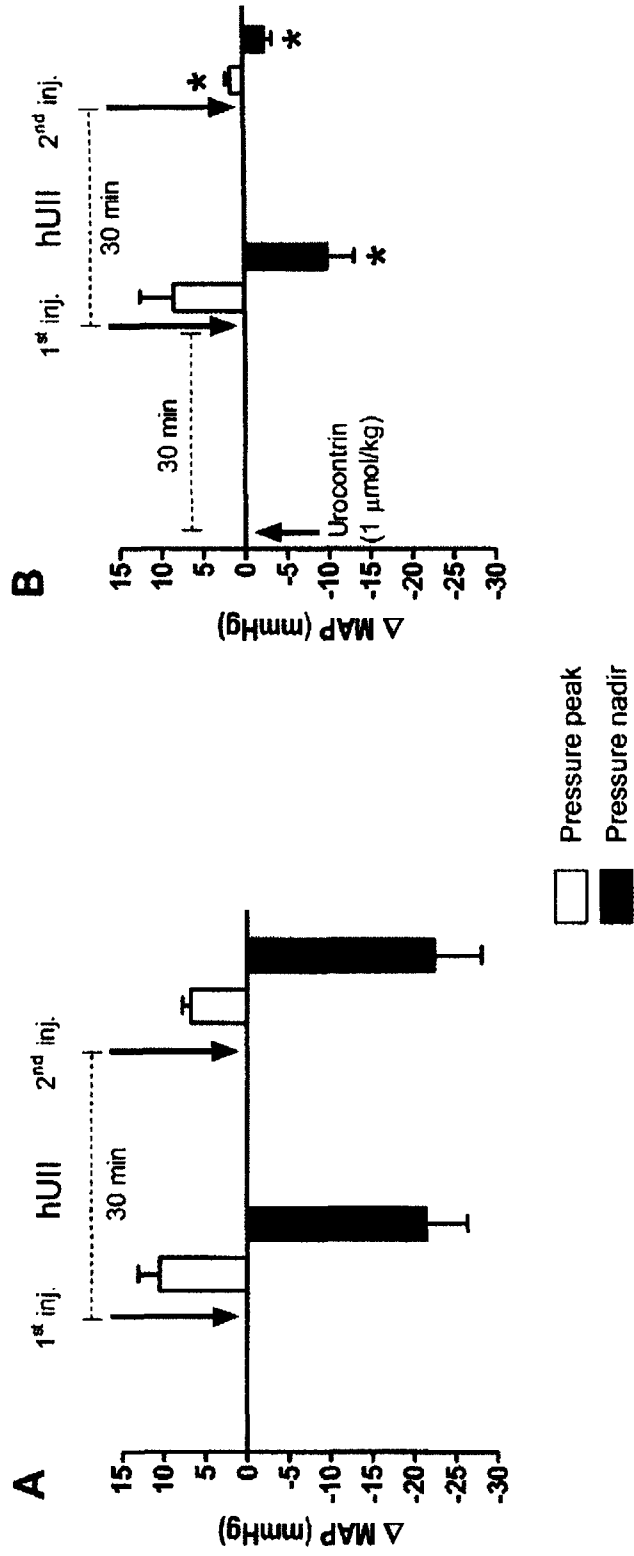 A
1st inj.
hUII
2nd inj.
30 min
15
10
5
0
-5
-10
-15
-20
-25
-30
Δ MAP (mmHg)
B
1st inj.
hUII
2nd inj.
30 min
30 min
*
*
*
Urocontrin
(1 μmol/kg)
15
10
5
0
-5
-10
-15
-20
-25
-30
Δ MAP (mmHg)
Pressure peak
Pressure nadir